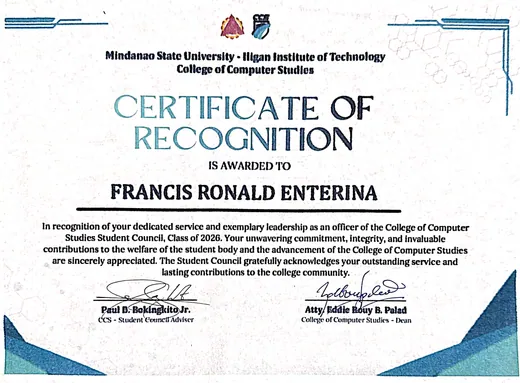 Mindanao State University - Iligan Institute of Technology
College of Computer Studies
CERTIFICATE OF
RECOGNITION
IS AWARDED TO
FRANCIS RONALD ENTERINA
In recognition of your dedicated service and exemplary leadership as an officer of the College of Computer
Studies Student Council, Class of 2026. Your unwavering commitment, integrity, and invaluable
contributions to the welfare of the student body and the advancement of the College of Computer Studies
are sincerely appreciated. The Student Council gratefully acknowledges your outstanding service and
lasting contributions to the college community.
Paul B. Bokingkito Jr.
CCS - Student Council Adviser
Atty. Eddie Bouy B. Palad
College of Computer Studies - Dean